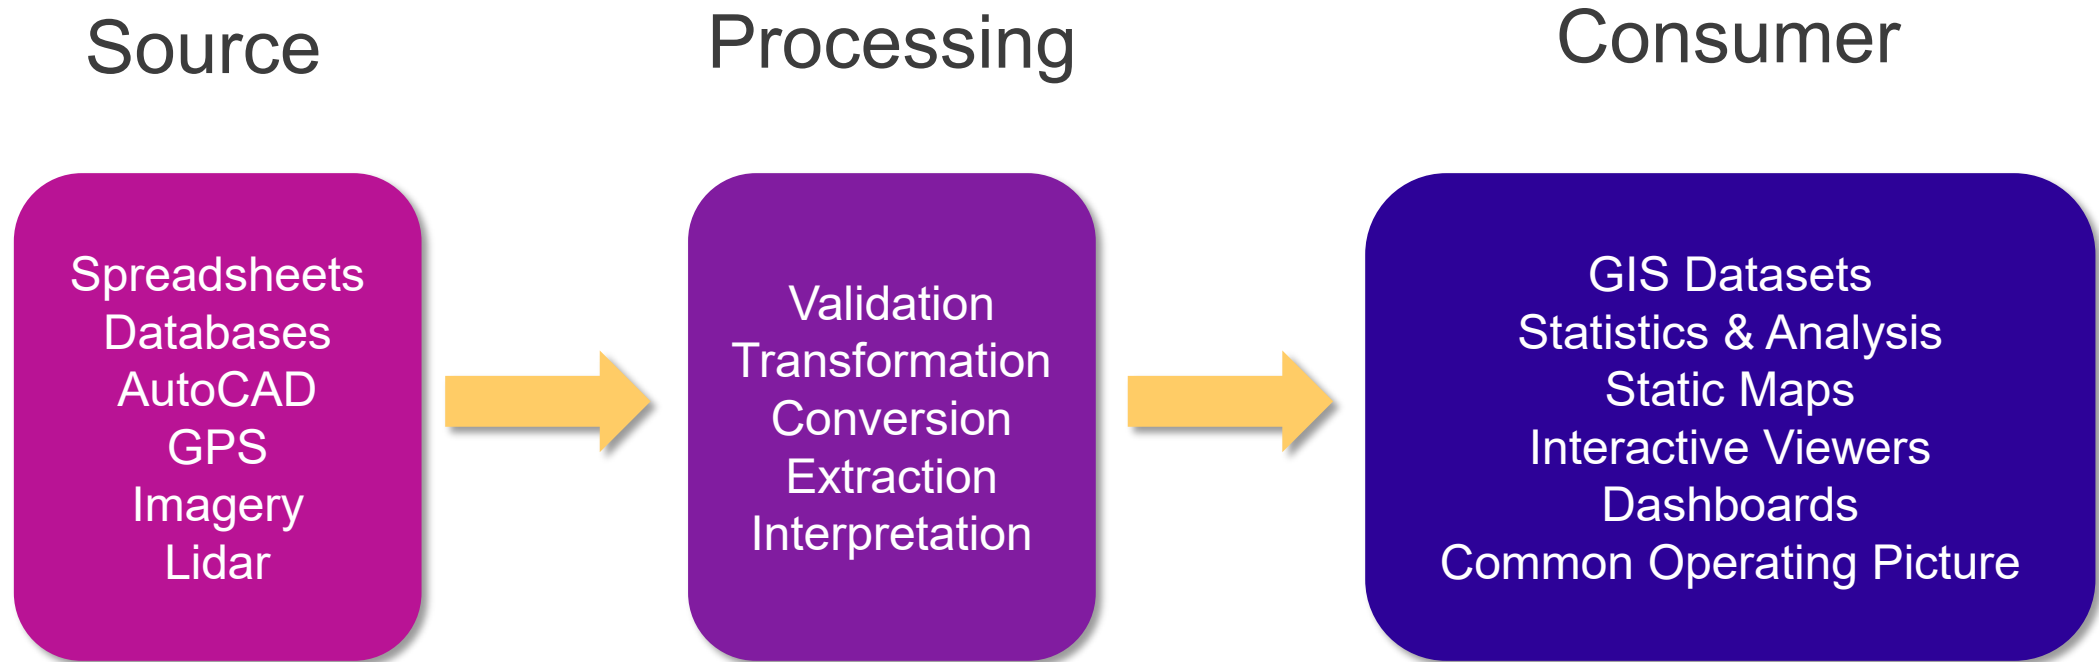 Source
Processing
Consumer
Spreadsheets
Databases
AutoCAD
GPS
Imagery
Lidar
Validation
Transformation
Conversion
Extraction
Interpretation
GIS Datasets
Statistics & Analysis
Static Maps
Interactive Viewers
Dashboards
Common Operating Picture